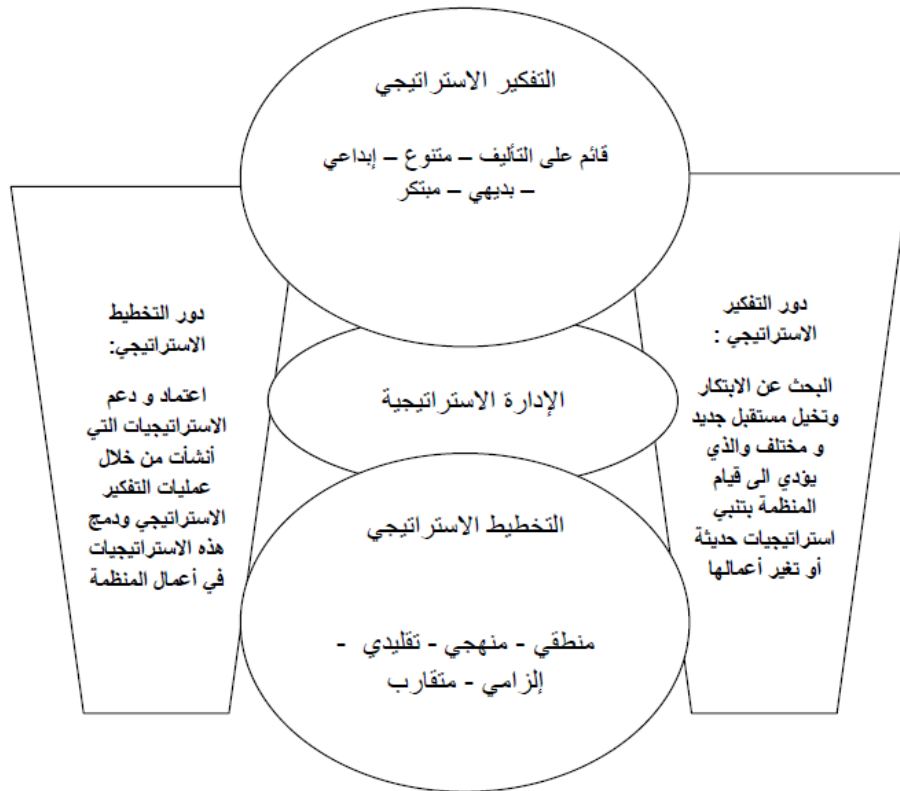 التفكير الاستراتيجي
قائم على التأليف – متنوع – إبداعي
– بديهي – مبتكر
دور التفكير
الاستراتيجي :
البحث عن الابتكار
وتخيل مستقبل جديد
و مختلف والذي
يؤدي الى قيام
المنظمة بتنبي
استراتيجيات حديثة
أو تغير أعمالها
الإدارة الاستراتيجية
دور التخطيط
الاستراتيجي:
اعتماد و دعم
الاستراتيجيات التي
أنشأت من خلال
عمليات التفكير
الاستراتيجي ودمج
هذه الاستراتيجيات
في أعمال المنظمة
التخطيط الاستراتيجي
منطقي - منهجي - تقليدي -
إلزامي - متقارب